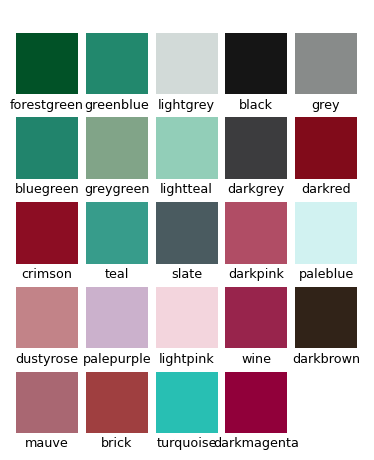 forestgreen greenblue lightgrey black grey
bluegreen greygreen lightteal darkgrey darkred
crimson teal slate darkpink paleblue
dustyrose palepurple lightpink wine darkbrown
mauve brick turquoise darkmagenta